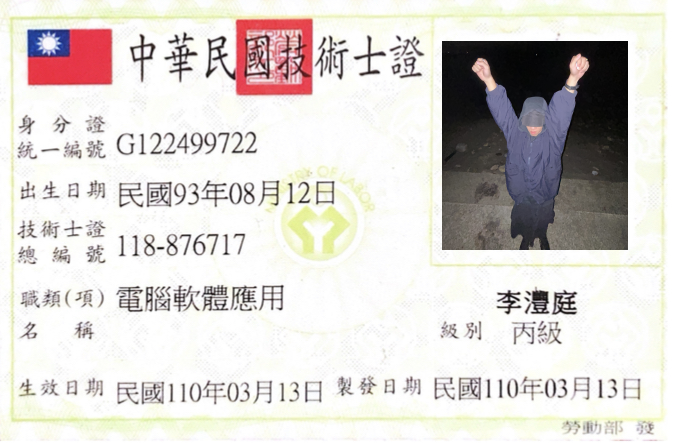 中華民國技術士證
身分證
統一編號 G122499722
出生日期 民國93年08月12日
技術士證
總編號 118-876717
MINISTRY OF LABOR
職類(項) 電腦軟體應用
名稱
李灃庭
級別 丙級
生效日期 民國110年03月13日 製發日期 民國110年03月13日
勞動部 發